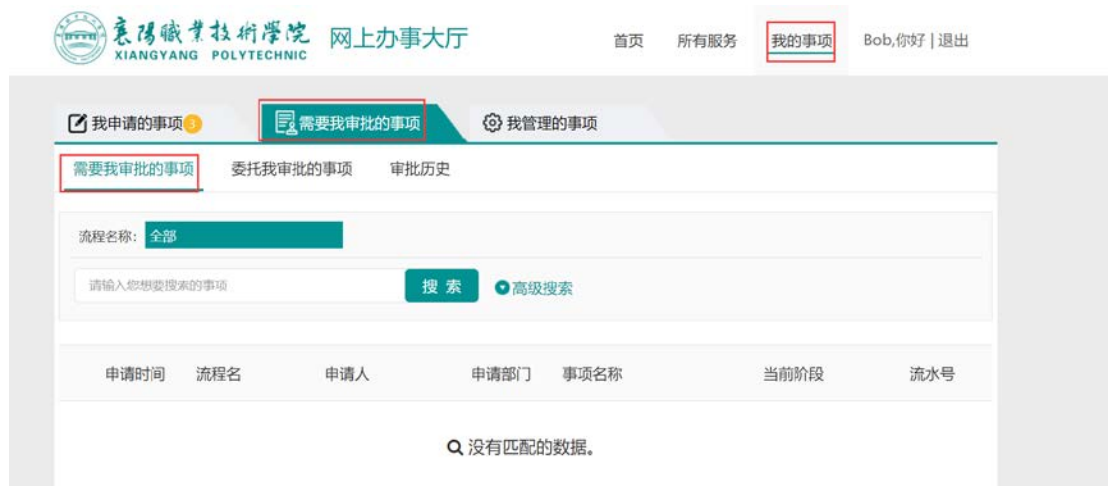 襄陽職業技術學院 网上办事大厅 首页 所有服务 我的事项 Bob,你好 | 退出
XIANGYANG POLYTECHNIC
我申请的事项 3 需要我审批的事项 我管理的事项
需要我审批的事项 委托我审批的事项 审批历史
流程名称: 全部
请输入您想要搜索的事项 搜 索 高级搜索
申请时间 流程名 申请人 申请部门 事项名称 当前阶段 流水号
没有匹配的数据。